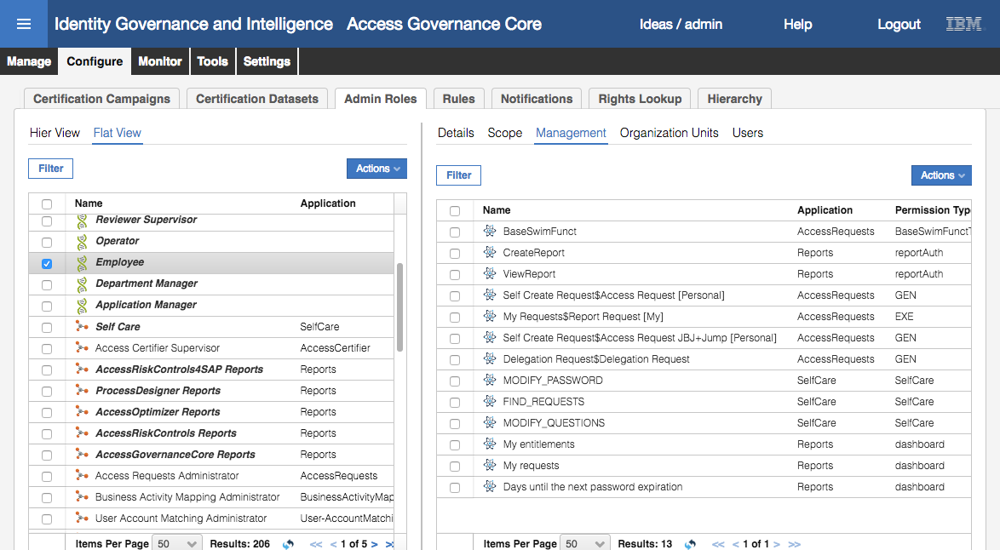 Identity Governance and Intelligence Access Governance Core Ideas / admin Help Logout IBM
Manage Configure Monitor Tools Settings
Certification Campaigns Certification Datasets Admin Roles Rules Notifications Rights Lookup Hierarchy
Hier View Flat View
Filter Actions
Name Application
Reviewer Supervisor
Operator
Employee
Department Manager
Application Manager
Self Care SelfCare
Access Certifier Supervisor AccessCertifier
AccessRiskControls4SAP Reports Reports
ProcessDesigner Reports Reports
AccessOptimizer Reports Reports
AccessRiskControls Reports Reports
AccessGovernanceCore Reports Reports
Access Requests Administrator AccessRequests
Business Activity Mapping Administrator BusinessActivityMap
User Account Matching Administrator User-AccountMatchi
Items Per Page 50 Results: 206 << < 1 of 5 > >>
Details Scope Management Organization Units Users
Filter Actions
Name Application Permission Typ
BaseSwimFunct AccessRequests BaseSwimFunctT
CreateReport Reports reportAuth
ViewReport Reports reportAuth
Self Create Request$Access Request [Personal] AccessRequests GEN
My Requests$Report Request [My] AccessRequests EXE
Self Create Request$Access Request JBJ+Jump [Personal] AccessRequests GEN
Delegation Request$Delegation Request AccessRequests GEN
MODIFY_PASSWORD SelfCare SelfCare
FIND_REQUESTS SelfCare SelfCare
MODIFY_QUESTIONS SelfCare SelfCare
My entitlements Reports dashboard
My requests Reports dashboard
Days until the next password expiration Reports dashboard
Items Per Page 50 Results: 13 << < 1 of 1 > >>